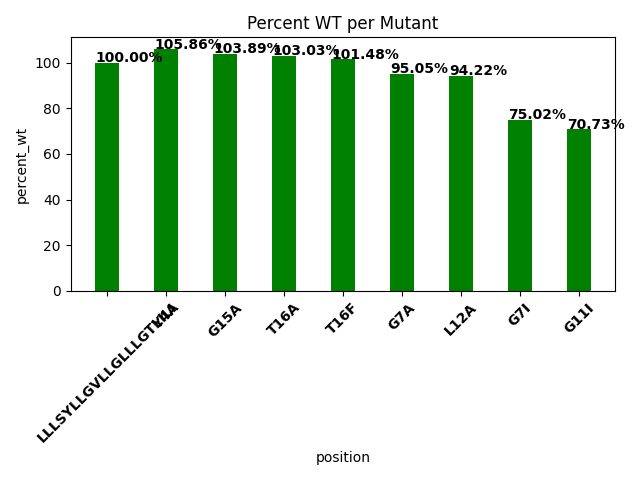 Percent WT per Mutant
100.00%
105.86%
103.89%
103.03%
101.48%
95.05%
94.22%
75.02%
70.73%
percent_wt
100
80
60
40
20
0
G15A
T16A
T16F
G7A
L12A
G7I
G11I
position